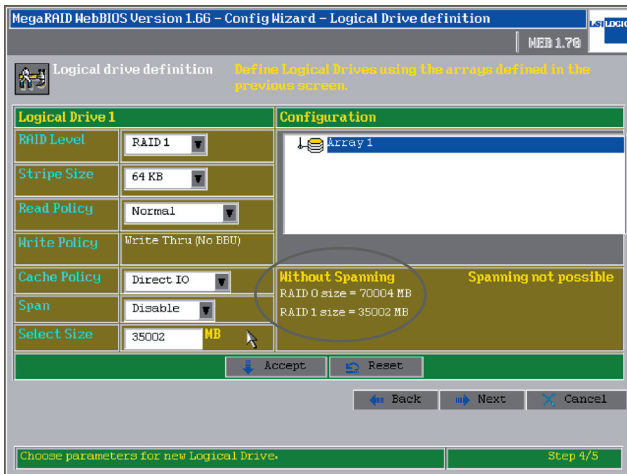 MegaRAID WebBIOS Version 1.66 - Config Wizard - Logical Drive definition
LSI LOGIC
WEB 1.70
Logical drive definition
Define Logical Drives using the arrays defined in the
previous screen.
Logical Drive 1
Configuration
RAID Level
RAID 1
Array 1
Stripe Size
64 KB
Read Policy
Normal
Write Policy
Write Thru (No BBU)
Cache Policy
Direct IO
Without Spanning
Spanning not possible
RAID 0 size = 70004 MB
RAID 1 size = 35002 MB
Span
Disable
Select Size
35002
MB
Accept
Reset
Back
Next
Cancel
Choose parameters for new Logical Drive.
Step 4/5